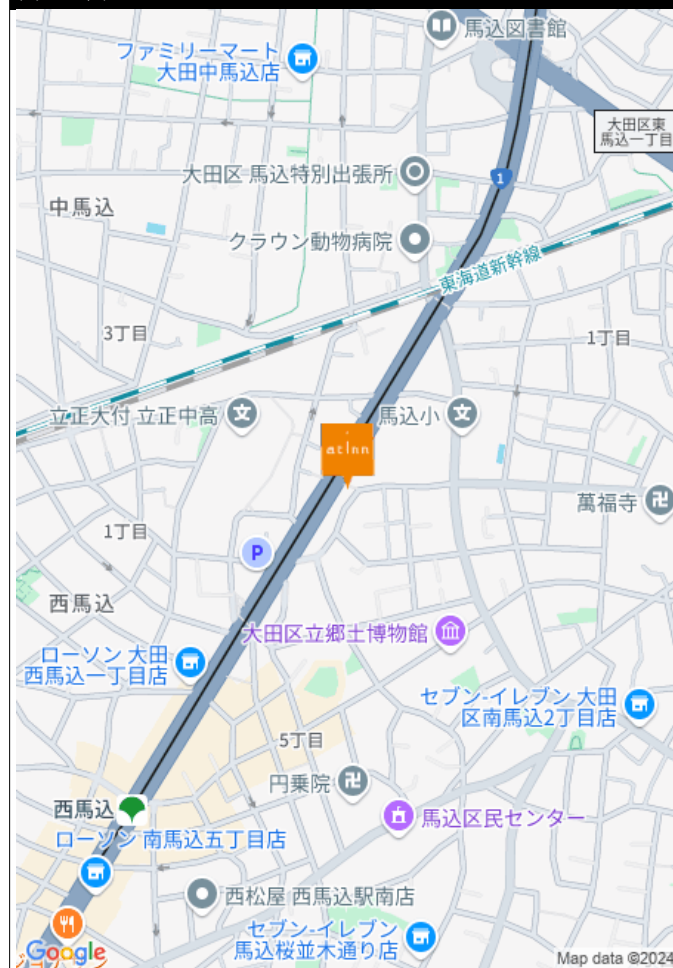 馬込図書館
ファミリーマート
大田中馬込店
大田区東
馬込一丁目
大田区 馬込特別出張所
1
中馬込
クラウン動物病院
東海道新幹線
3丁目
1丁目
立正大付 立正中高
文
馬込小
文
at inn
萬福寺
1丁目
P
西馬込
大田区立郷土博物館
ローソン 大田
西馬込一丁目店
セブン-イレブン 大田
区南馬込2丁目店
5丁目
円乗院
西馬込
馬込区民センター
ローソン 南馬込五丁目店
西松屋 西馬込駅南店
セブン-イレブン
馬込桜並木通り店
Google
Map data ©2024